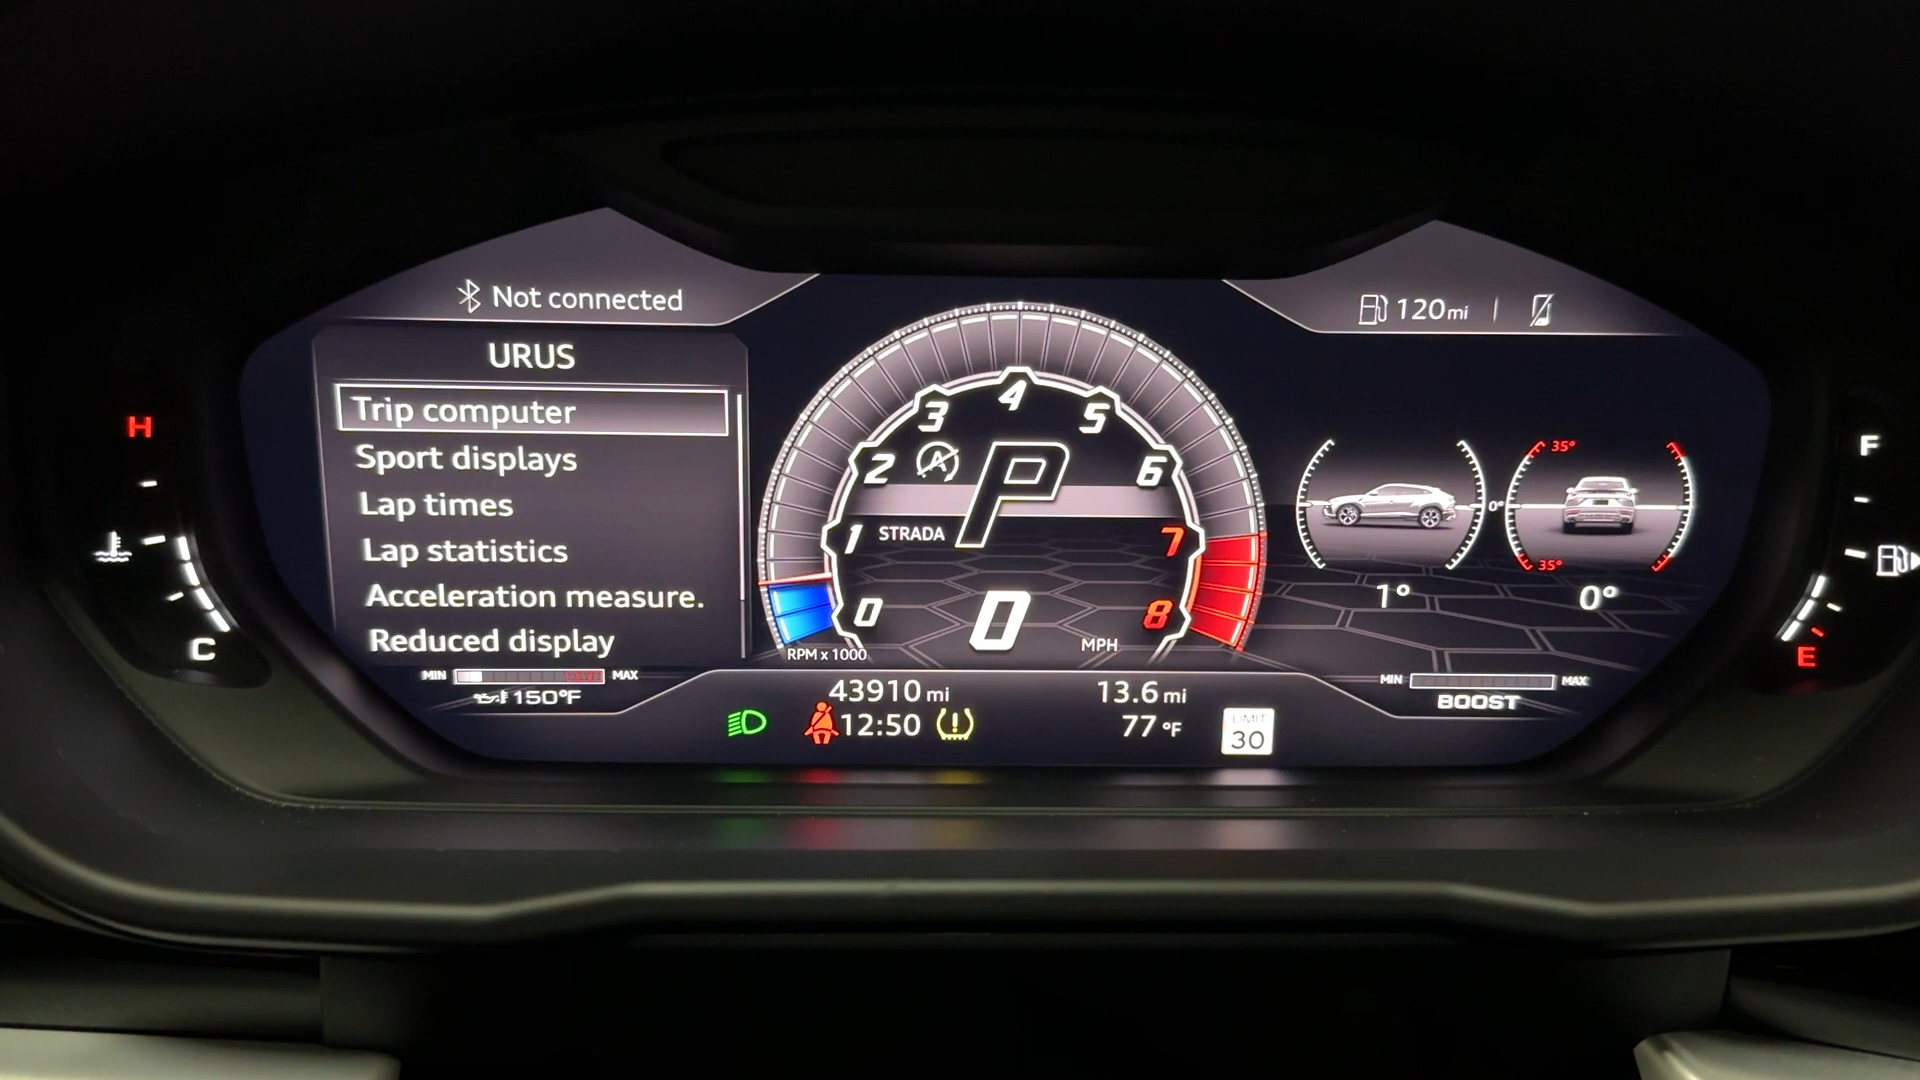 Not connected
120 mi
URUS
Trip computer
Sport displays
Lap times
Lap statistics
Acceleration measure.
Reduced display
MIN MAX
150°F
H
C
0
1
2
3
4
5
6
7
8
A
P
STRADA
0
MPH
RPM x 1000
35°
0°
35°
1°
0°
MIN MAX
BOOST
43910 mi
13.6 mi
12:50
77 °F
LIMIT
30
F
E